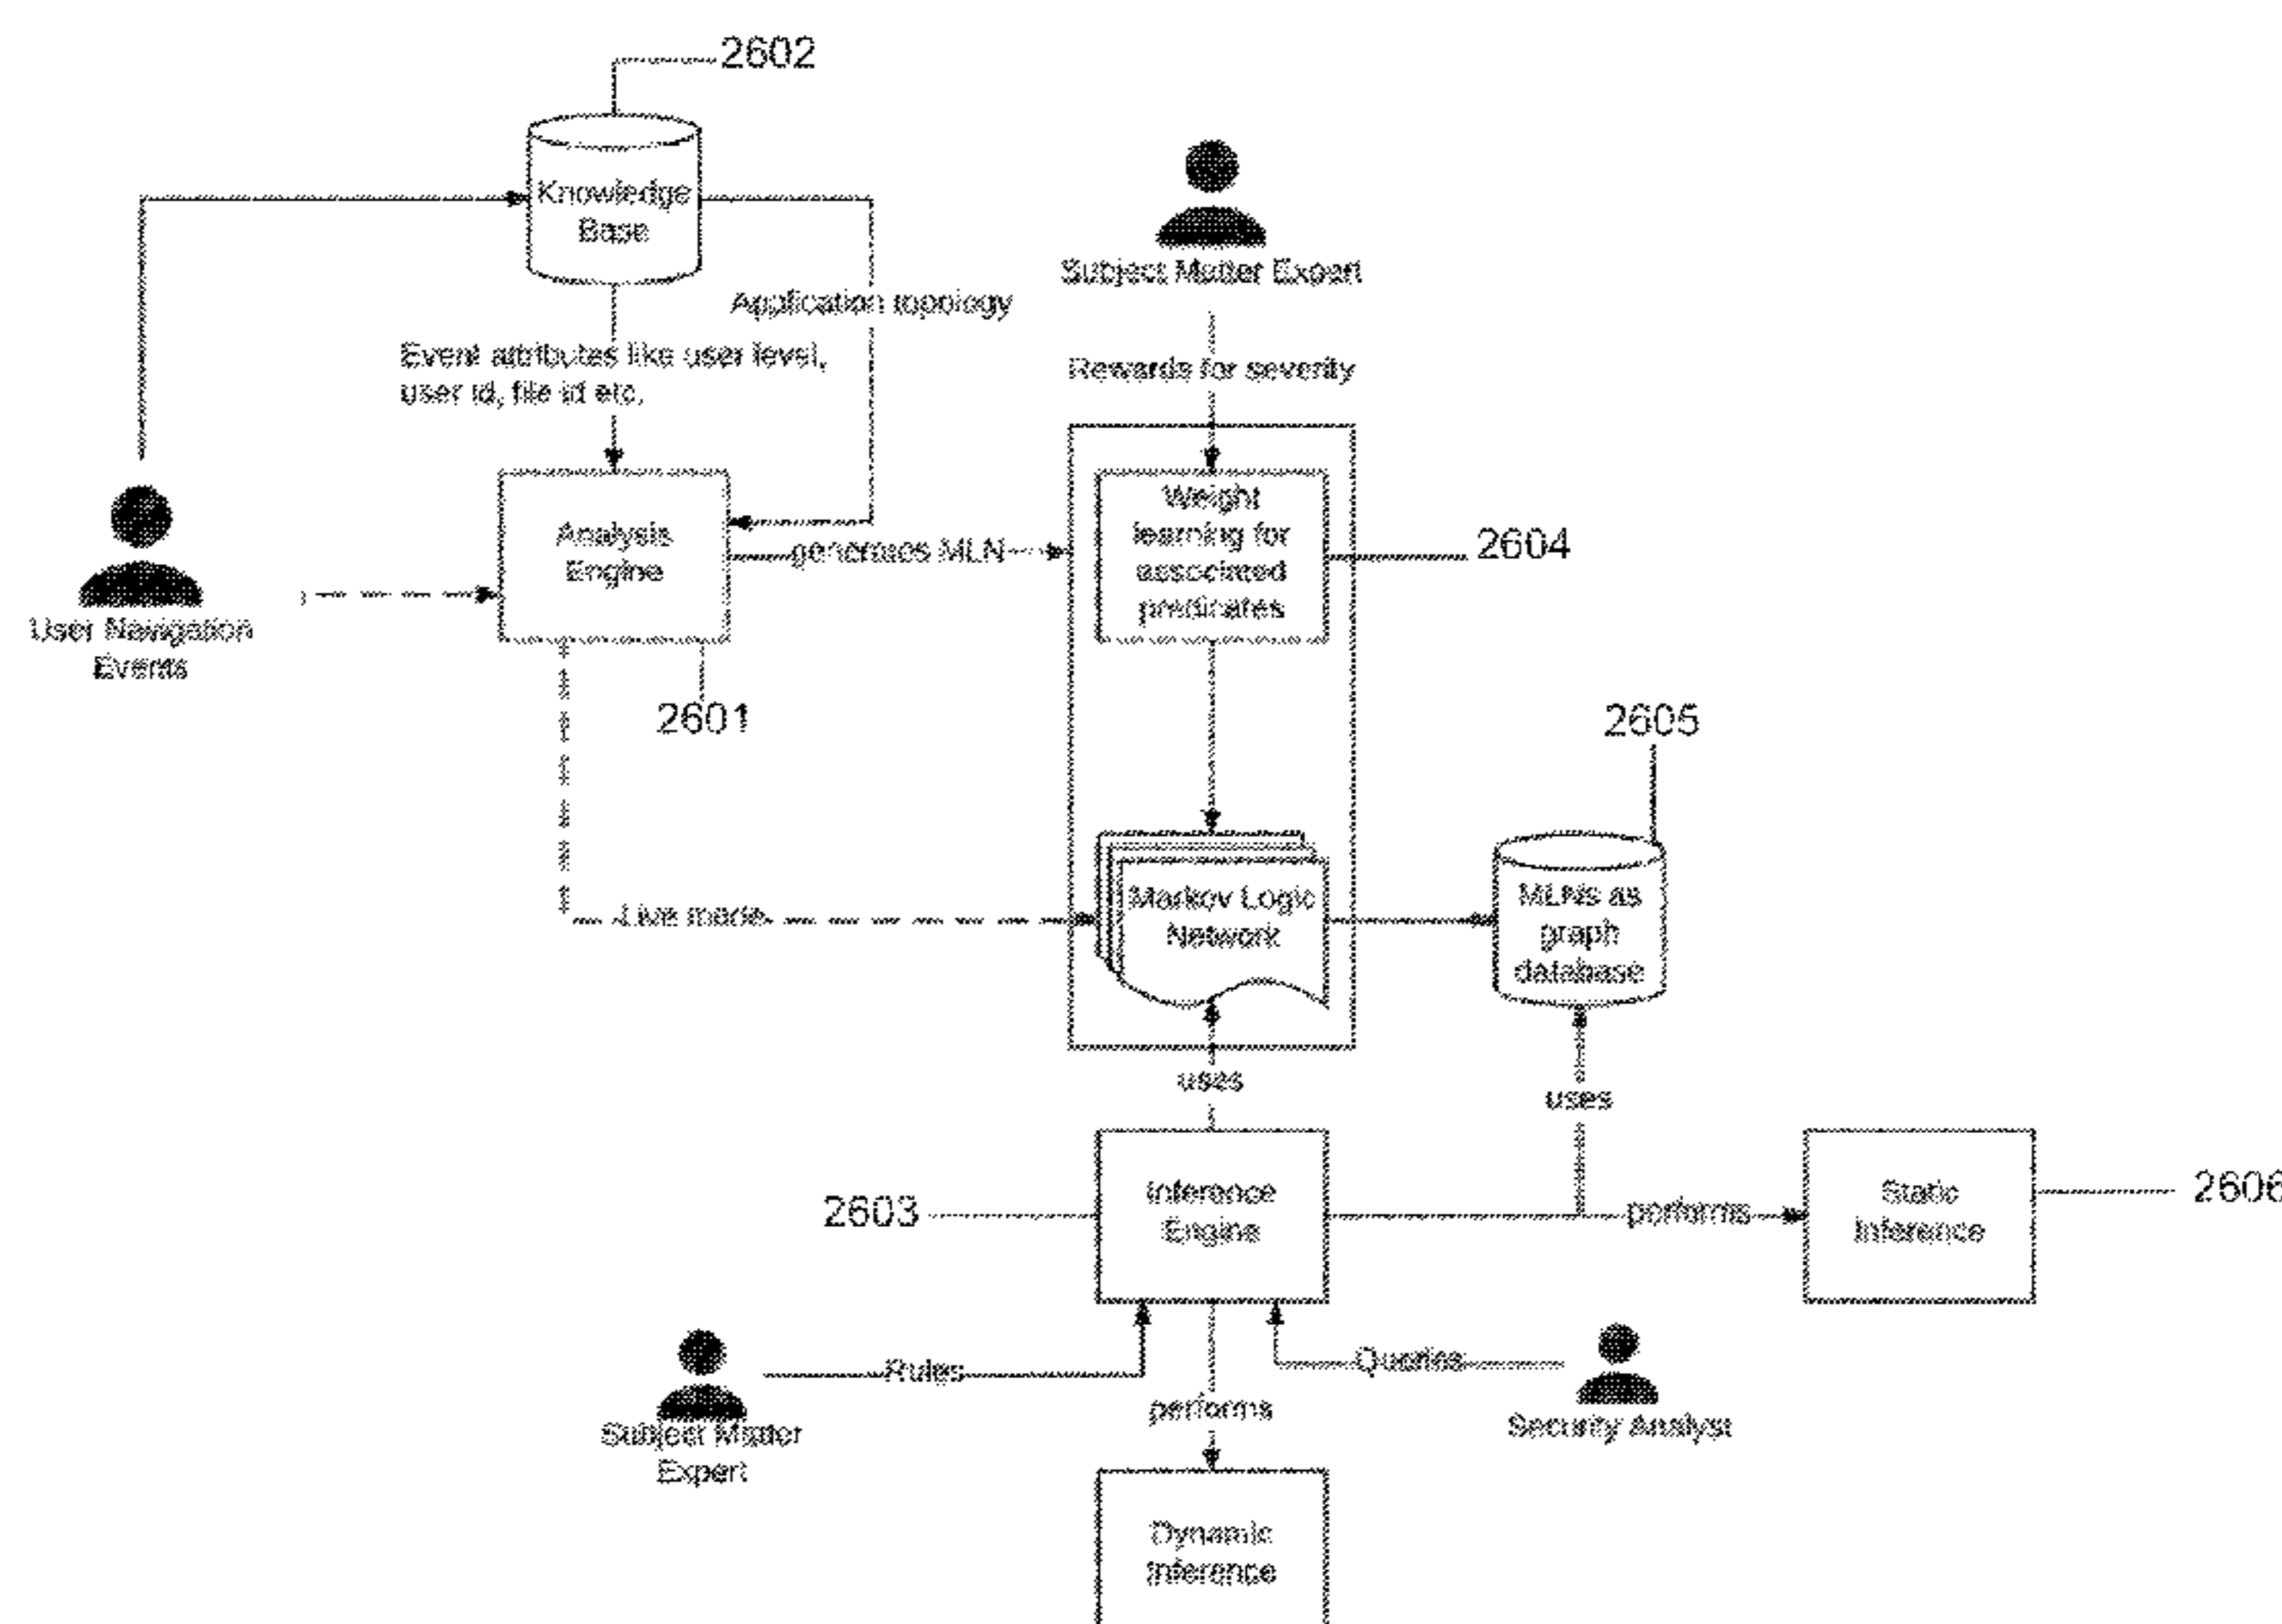 2602
Knowledge
Base
Subject Matter Expert
Application topology
Event attributes like user level,
user id, file id etc.
Rewards for severity
User Navigation
Events
Analysis
Engine
generates MLN
Weight
learning for
associated
predicates
2604
2601
2605
Live mode
Markov Logic
Network
MLNs as
graph
database
uses
uses
2603
Inference
Engine
performs
Static
Inference
2606
Rules
Queries
performs
Subject Matter
Expert
Security Analyst
Dynamic
Inference